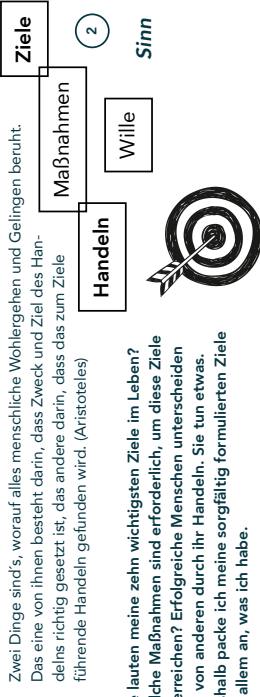 Zwei Dinge sind’s, worauf alles menschliche Wohlergehen und Gelingen beruht.
Das eine von ihnen besteht darin, dass Zweck und Ziel des Han-
delns richtig gesetzt ist, das andere darin, dass das zum Ziele
führende Handeln gefunden wird. (Aristoteles)
Ziele
Maßnahmen
Handeln
Wille
2
Sinn
lauten meine zehn wichtigsten Ziele im Leben?
Maßnahmen sind erforderlich, um diese Ziele
Erfolgreiche Menschen unterscheiden
von anderen durch ihr Handeln. Sie tun etwas.
packe ich meine sorgfältig formulierten Ziele
allem an, was ich habe.